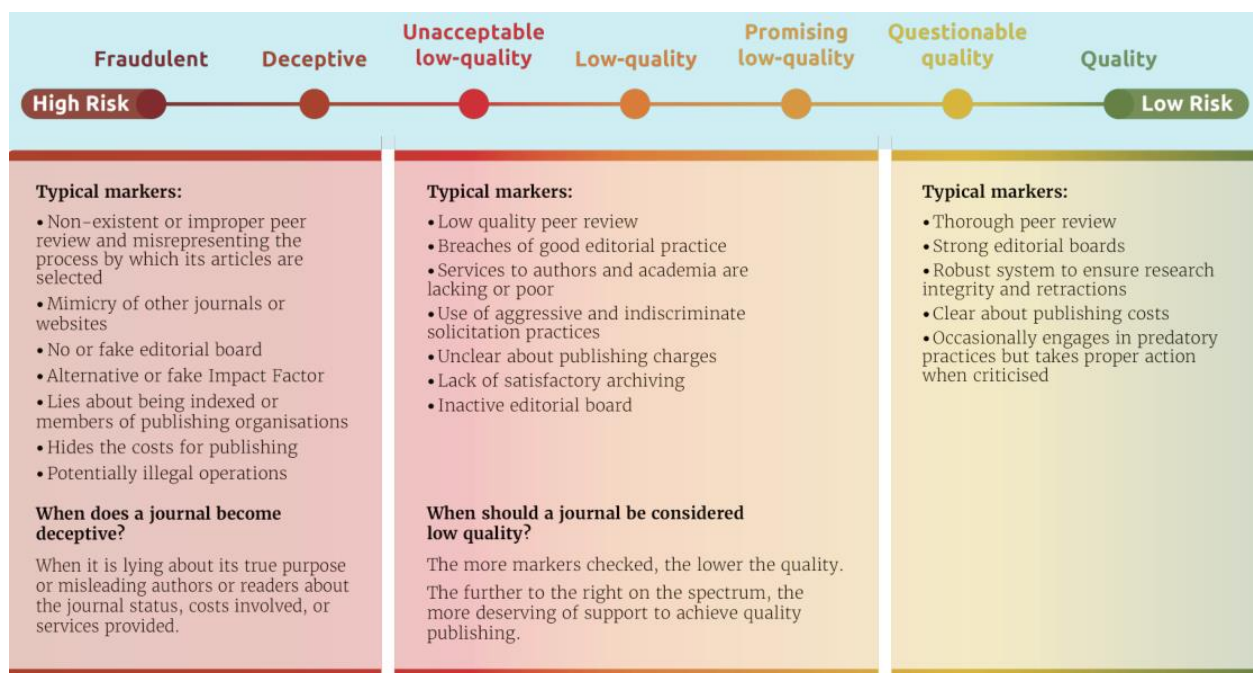 Fraudulent
Deceptive
Unacceptable
low-quality
Low-quality
Promising
low-quality
Questionable
quality
Quality
High Risk
Low Risk
Typical markers:
• Non-existent or improper peer
review and misrepresenting the
process by which its articles are
selected
• Mimicry of other journals or
websites
• No or fake editorial board
• Alternative or fake Impact Factor
• Lies about being indexed or
members of publishing organisations
• Hides the costs for publishing
• Potentially illegal operations
When does a journal become
deceptive?
When it is lying about its true purpose
or misleading authors or readers about
the journal status, costs involved, or
services provided.
Typical markers:
• Low quality peer review
• Breaches of good editorial practice
• Services to authors and academia are
lacking or poor
• Use of aggressive and indiscriminate
solicitation practices
• Unclear about publishing charges
• Lack of satisfactory archiving
• Inactive editorial board
When should a journal be considered
low quality?
The more markers checked, the lower the quality.
The further to the right on the spectrum, the
more deserving of support to achieve quality
publishing.
Typical markers:
• Thorough peer review
• Strong editorial boards
• Robust system to ensure research
integrity and retractions
• Clear about publishing costs
• Occasionally engages in predatory
practices but takes proper action
when criticised